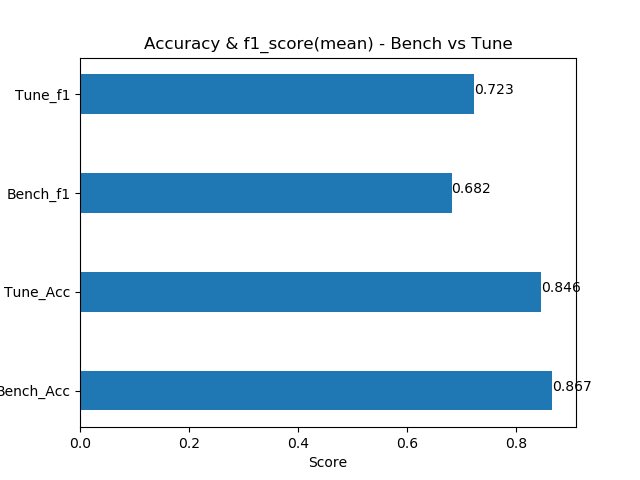 Accuracy & f1_score(mean) - Bench vs Tune
Tune_f1
0.723
Bench_f1
0.682
Tune_Acc
0.846
Bench_Acc
0.867
0.0 0.2 0.4 0.6 0.8
Score